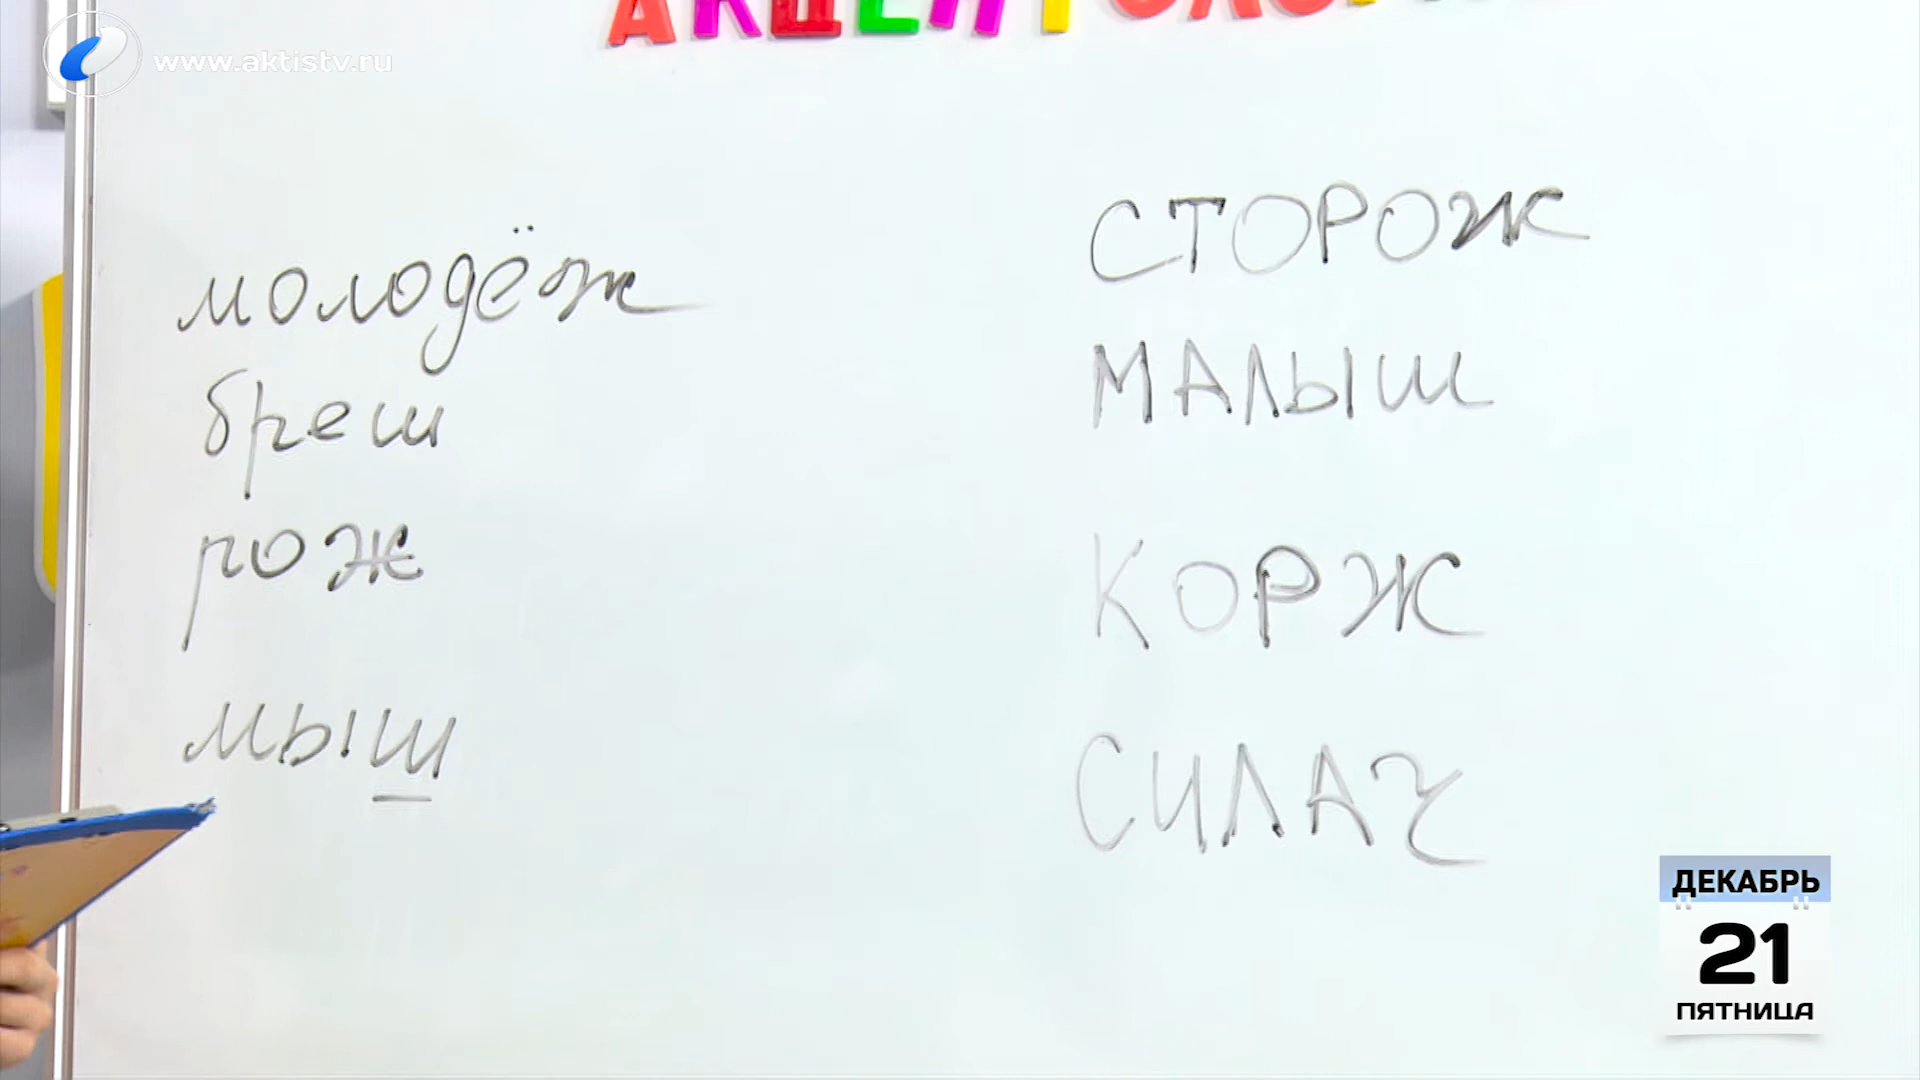 www.aktistv.ru
молодёж
бреш
рож
мыш
СТОРОЖ
МАЛЫШ
КОРЖ
СИЛАЧ
ДЕКАБРЬ
21
ПЯТНИЦА